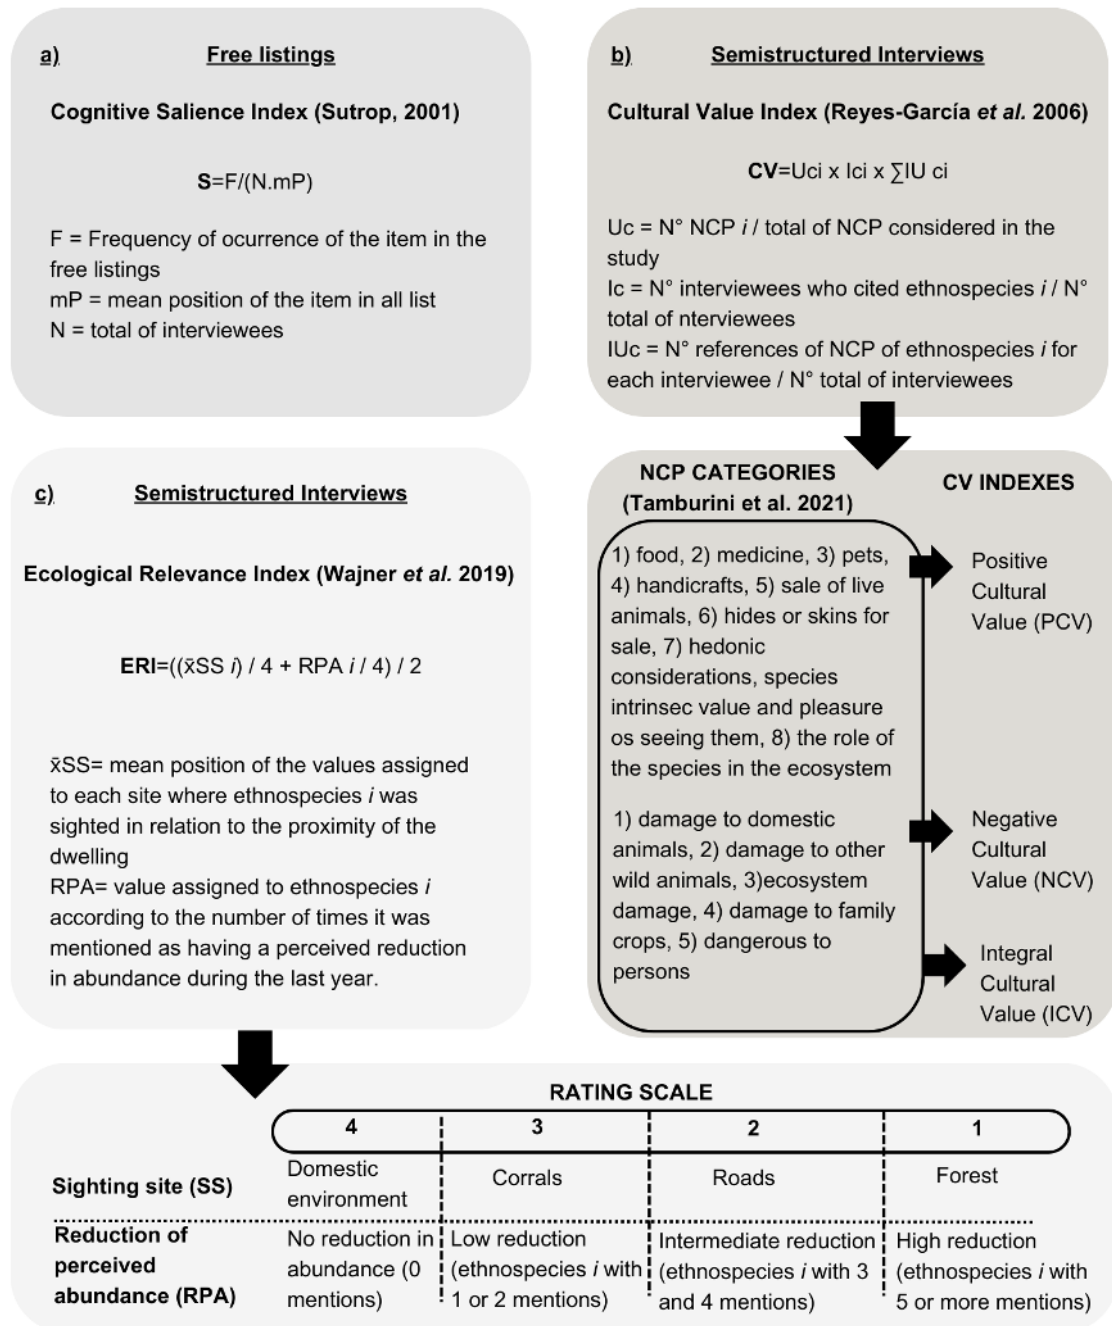 a)
Free listings
Cognitive Salience Index (Sutrop, 2001)
S=F/(N.mP)
F = Frequency of ocurrence of the item in the
free listings
mP = mean position of the item in all list
N = total of interviewees
b)
Semistructured Interviews
Cultural Value Index (Reyes-García et al. 2006)
CV=Uci x Ici x ∑IU ci
Uc = N° NCP i / total of NCP considered in the
study
Ic = N° interviewees who cited ethnospecies i / N°
total of nterviewees
IUc = N° references of NCP of ethnospecies i for
each interviewee / N° total of interviewees
NCP CATEGORIES
(Tamburini et al. 2021)
CV INDEXES
1) food, 2) medicine, 3) pets,
4) handicrafts, 5) sale of live
animals, 6) hides or skins for
sale, 7) hedonic
considerations, species
intrinsec value and pleasure
os seeing them, 8) the role of
the species in the ecosystem
Positive
Cultural
Value (PCV)
1) damage to domestic
animals, 2) damage to other
wild animals, 3)ecosystem
damage, 4) damage to family
crops, 5) dangerous to
persons
Negative
Cultural
Value (NCV)
Integral
Cultural
Value (ICV)
c)
Semistructured Interviews
Ecological Relevance Index (Wajner et al. 2019)
ERI=((x̄SS i) / 4 + RPA i / 4) / 2
x̄SS= mean position of the values assigned
to each site where ethnospecies i was
sighted in relation to the proximity of the
dwelling
RPA= value assigned to ethnospecies i
according to the number of times it was
mentioned as having a perceived reduction
in abundance during the last year.
RATING SCALE
4 3 2 1
Sighting site (SS)
Domestic
environment
Corrals
Roads
Forest
Reduction of
perceived
abundance (RPA)
No reduction in
abundance (0
mentions)
Low reduction
(ethnospecies i with
1 or 2 mentions)
Intermediate reduction
(ethnospecies i with 3
and 4 mentions)
High reduction
(ethnospecies i with
5 or more mentions)